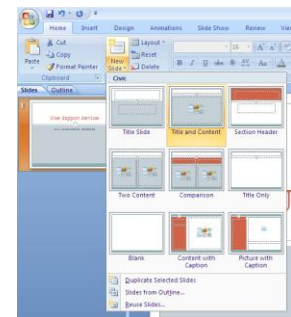 Home Insert Design Animations Slide Show Review View
Paste
Cut
Copy
Format Painter
Clipboard
New Slide
Layout
Reset
Delete
Slides Outline
Civic
Title Slide Title and Content Section Header
Two Content Comparison Title Only
Blank Content with Caption Picture with Caption
Duplicate Selected Slides
Slides from Outline...
Reuse Slides...